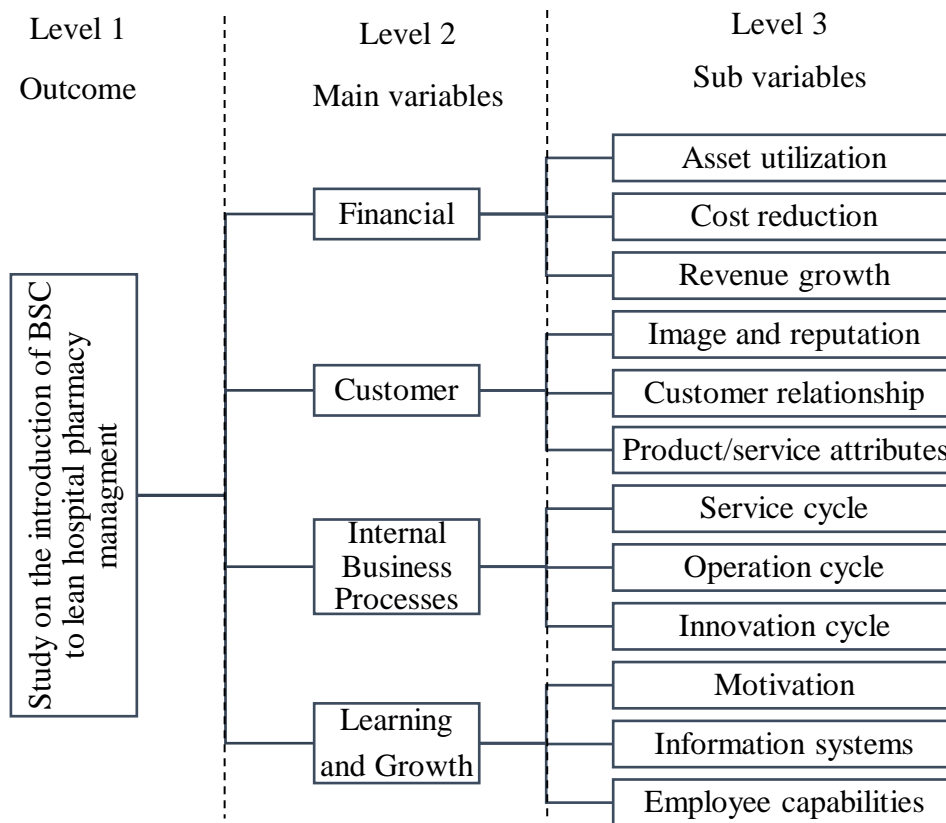 Level 1
Outcome
Level 2
Main variables
Level 3
Sub variables
Study on the introduction of BSC
to lean hospital pharmacy
managment
Financial
Asset utilization
Cost reduction
Revenue growth
Customer
Image and reputation
Customer relationship
Product/service attributes
Internal
Business
Processes
Service cycle
Operation cycle
Innovation cycle
Learning
and Growth
Motivation
Information systems
Employee capabilities